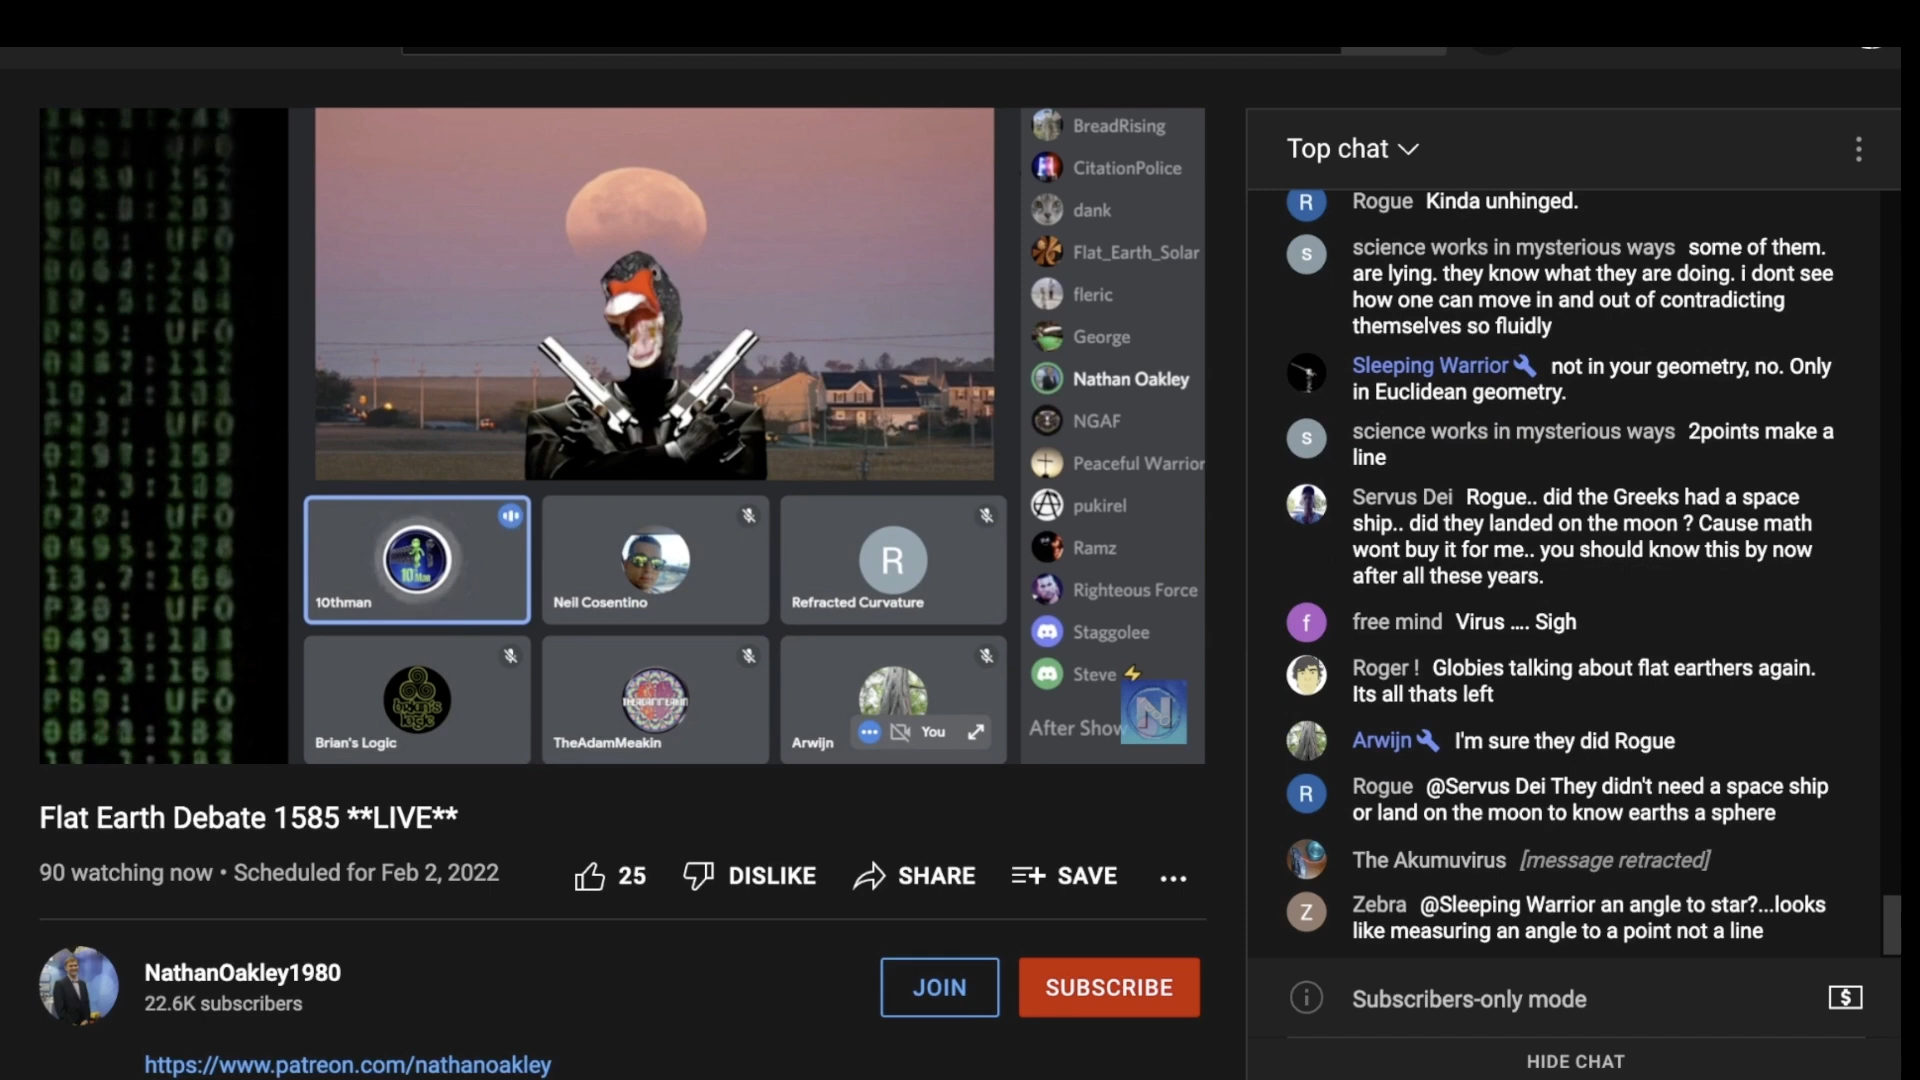 BreadRising
CitationPolice
dank
Flat_Earth_Solar
fleric
George
Nathan Oakley
NGAF
Peaceful Warrior
pukirel
Ramz
Righteous Force
Staggolee
Steve
After Show
N
UFO
UFO
UFO
UFO
UFO
UFO
10 Man
10thman
Neil Cosentino
R
Refracted Curvature
Brian's Logic
TheAdamMeakin
Arwijn
You
Flat Earth Debate 1585 **LIVE**
90 watching now • Scheduled for Feb 2, 2022
25
DISLIKE
SHARE
SAVE
NathanOakley1980
22.6K subscribers
JOIN
SUBSCRIBE
https://www.patreon.com/nathanoakley
Top chat
R
Rogue Kinda unhinged.
S
science works in mysterious ways some of them.
are lying. they know what they are doing. i dont see
how one can move in and out of contradicting
themselves so fluidly
Sleeping Warrior not in your geometry, no. Only
in Euclidean geometry.
S
science works in mysterious ways 2points make a
line
Servus Dei Rogue.. did the Greeks had a space
ship.. did they landed on the moon ? Cause math
wont buy it for me.. you should know this by now
after all these years.
f
free mind Virus .... Sigh
Roger ! Globies talking about flat earthers again.
Its all thats left
Arwijn I'm sure they did Rogue
R
Rogue @Servus Dei They didn't need a space ship
or land on the moon to know earths a sphere
The Akumuvirus [message retracted]
Z
Zebra @Sleeping Warrior an angle to star?...looks
like measuring an angle to a point not a line
Subscribers-only mode
$
HIDE CHAT